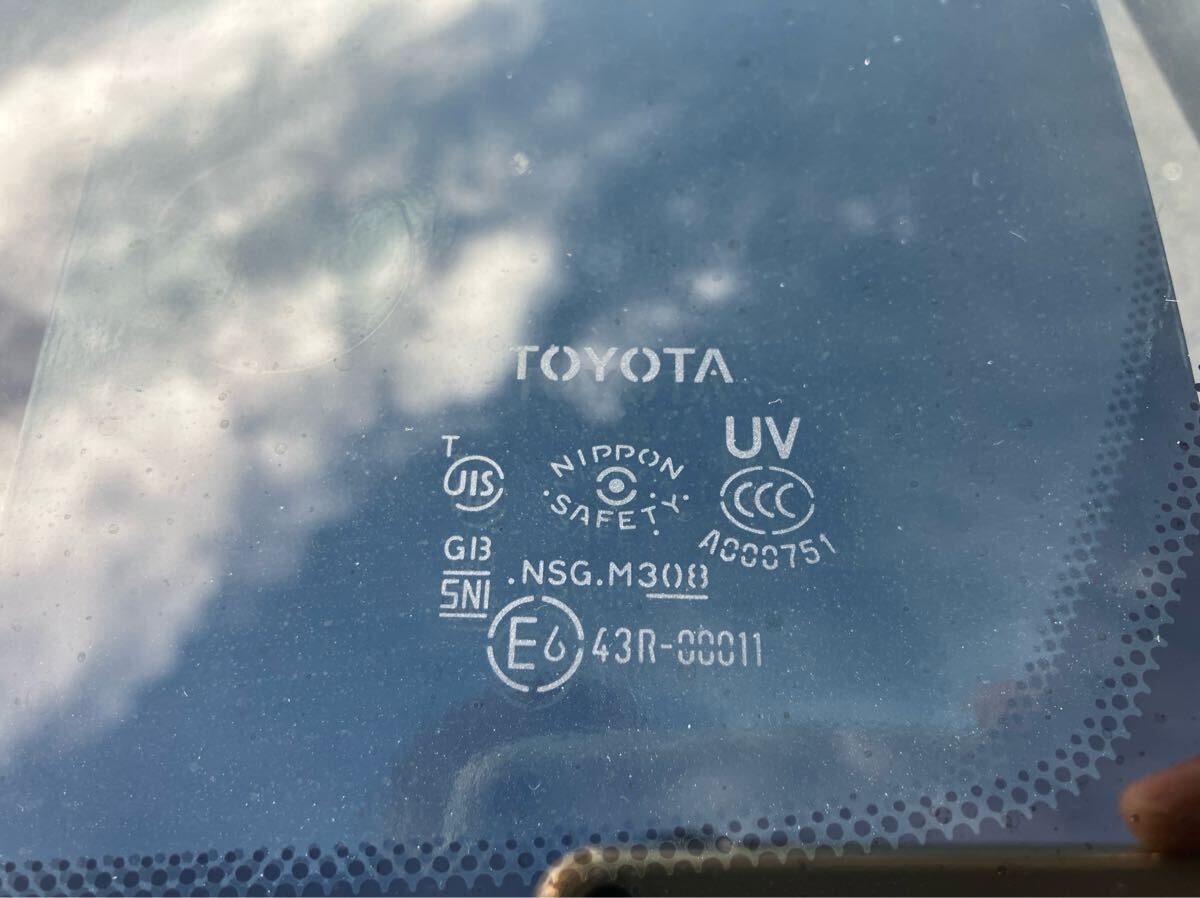 TOYOTA
UV
T
JIS
NIPPON
SAFETY
CCC
A000751
GB
SNI
.NSG.M308
E6 43R-00011